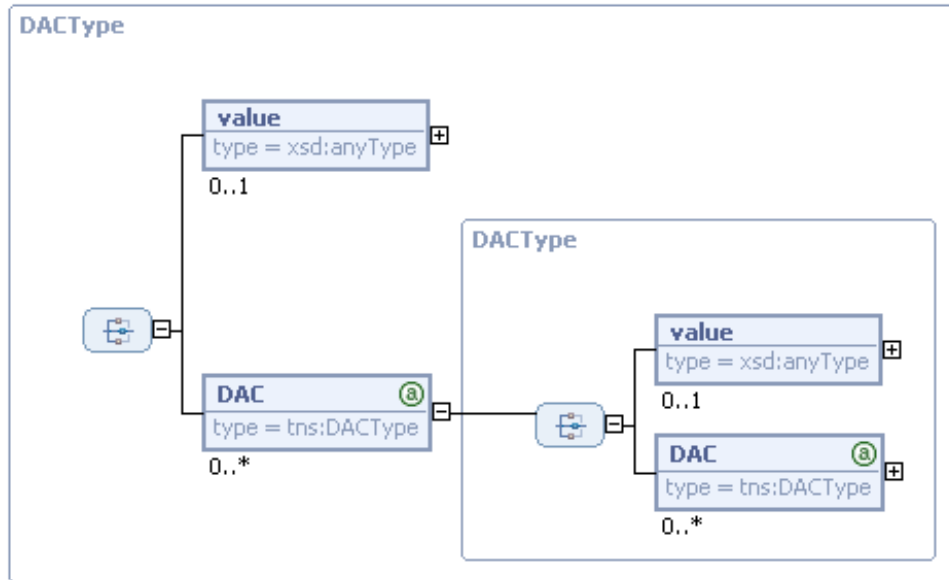 DACType
value
type = xsd:anyType
0..1
DACType
value
type = xsd:anyType
0..1
DAC a
type = tns:DACType
0..*
DAC a
type = tns:DACType
0..*